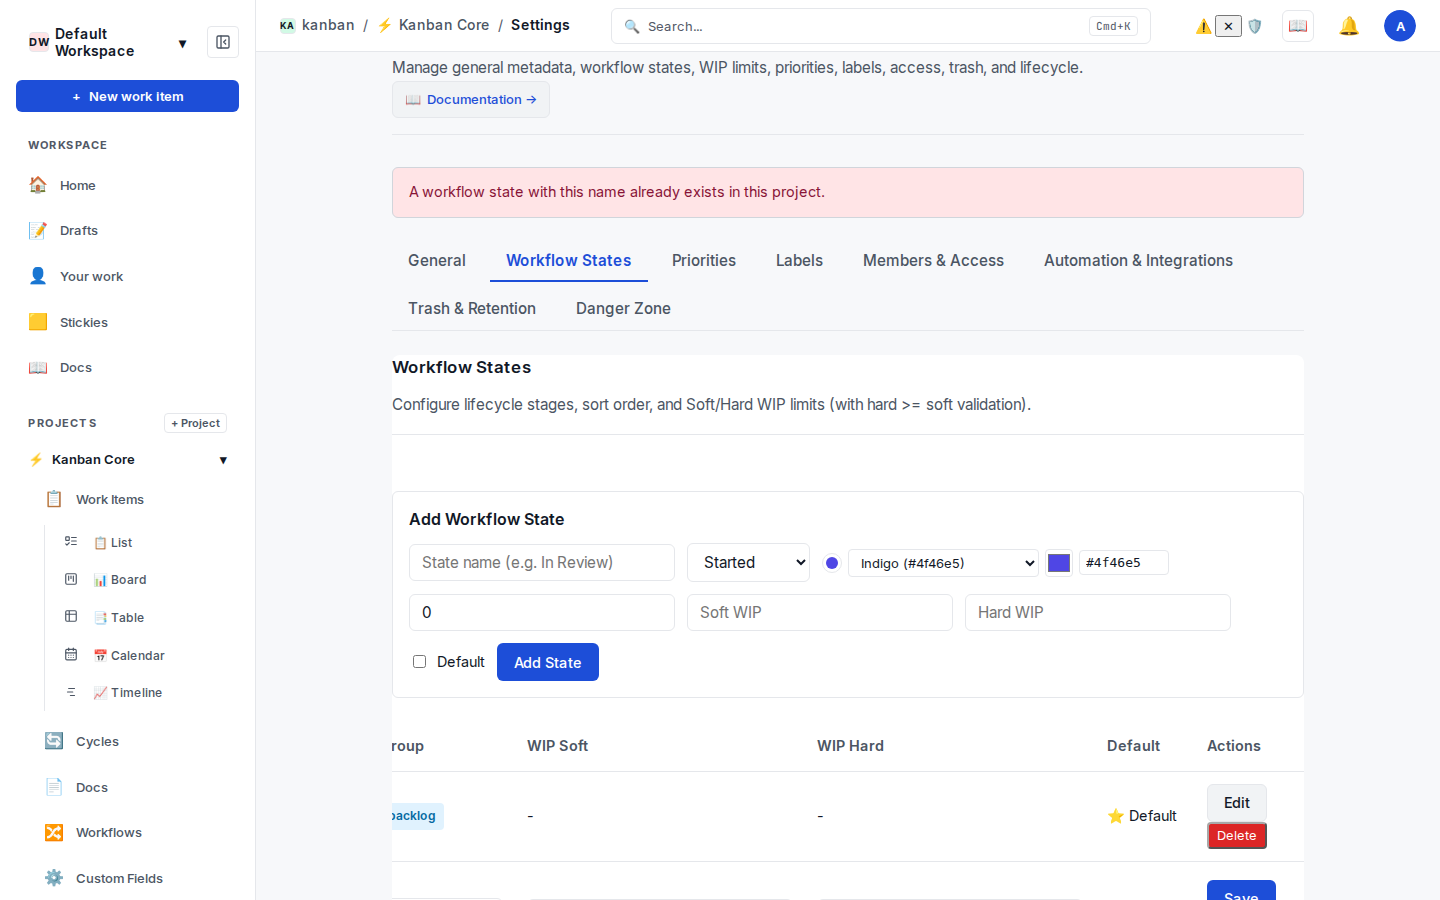 DW Default Workspace ▼
+ New work item
WORKSPACE
🏠 Home
📝 Drafts
👤 Your work
🟨 Stickies
📖 Docs
PROJECTS + Project
⚡ Kanban Core ▼
📋 Work Items
📋 List
📊 Board
📑 Table
📅 Calendar
📈 Timeline
🔄 Cycles
📄 Docs
🔀 Workflows
⚙️ Custom Fields
KA kanban / ⚡ Kanban Core / Settings
🔍 Search... Cmd+K
⚠️ ✕ 🛡️ 📖 🔔 A
Manage general metadata, workflow states, WIP limits, priorities, labels, access, trash, and lifecycle.
📖 Documentation →
A workflow state with this name already exists in this project.
General Workflow States Priorities Labels Members & Access Automation & Integrations
Trash & Retention Danger Zone
Workflow States
Configure lifecycle stages, sort order, and Soft/Hard WIP limits (with hard >= soft validation).
Add Workflow State
State name (e.g. In Review) Started Indigo (#4f46e5) #4f46e5
0 Soft WIP Hard WIP
Default Add State
roup WIP Soft WIP Hard Default Actions
backlog - - ⭐ Default Edit
Delete
Save